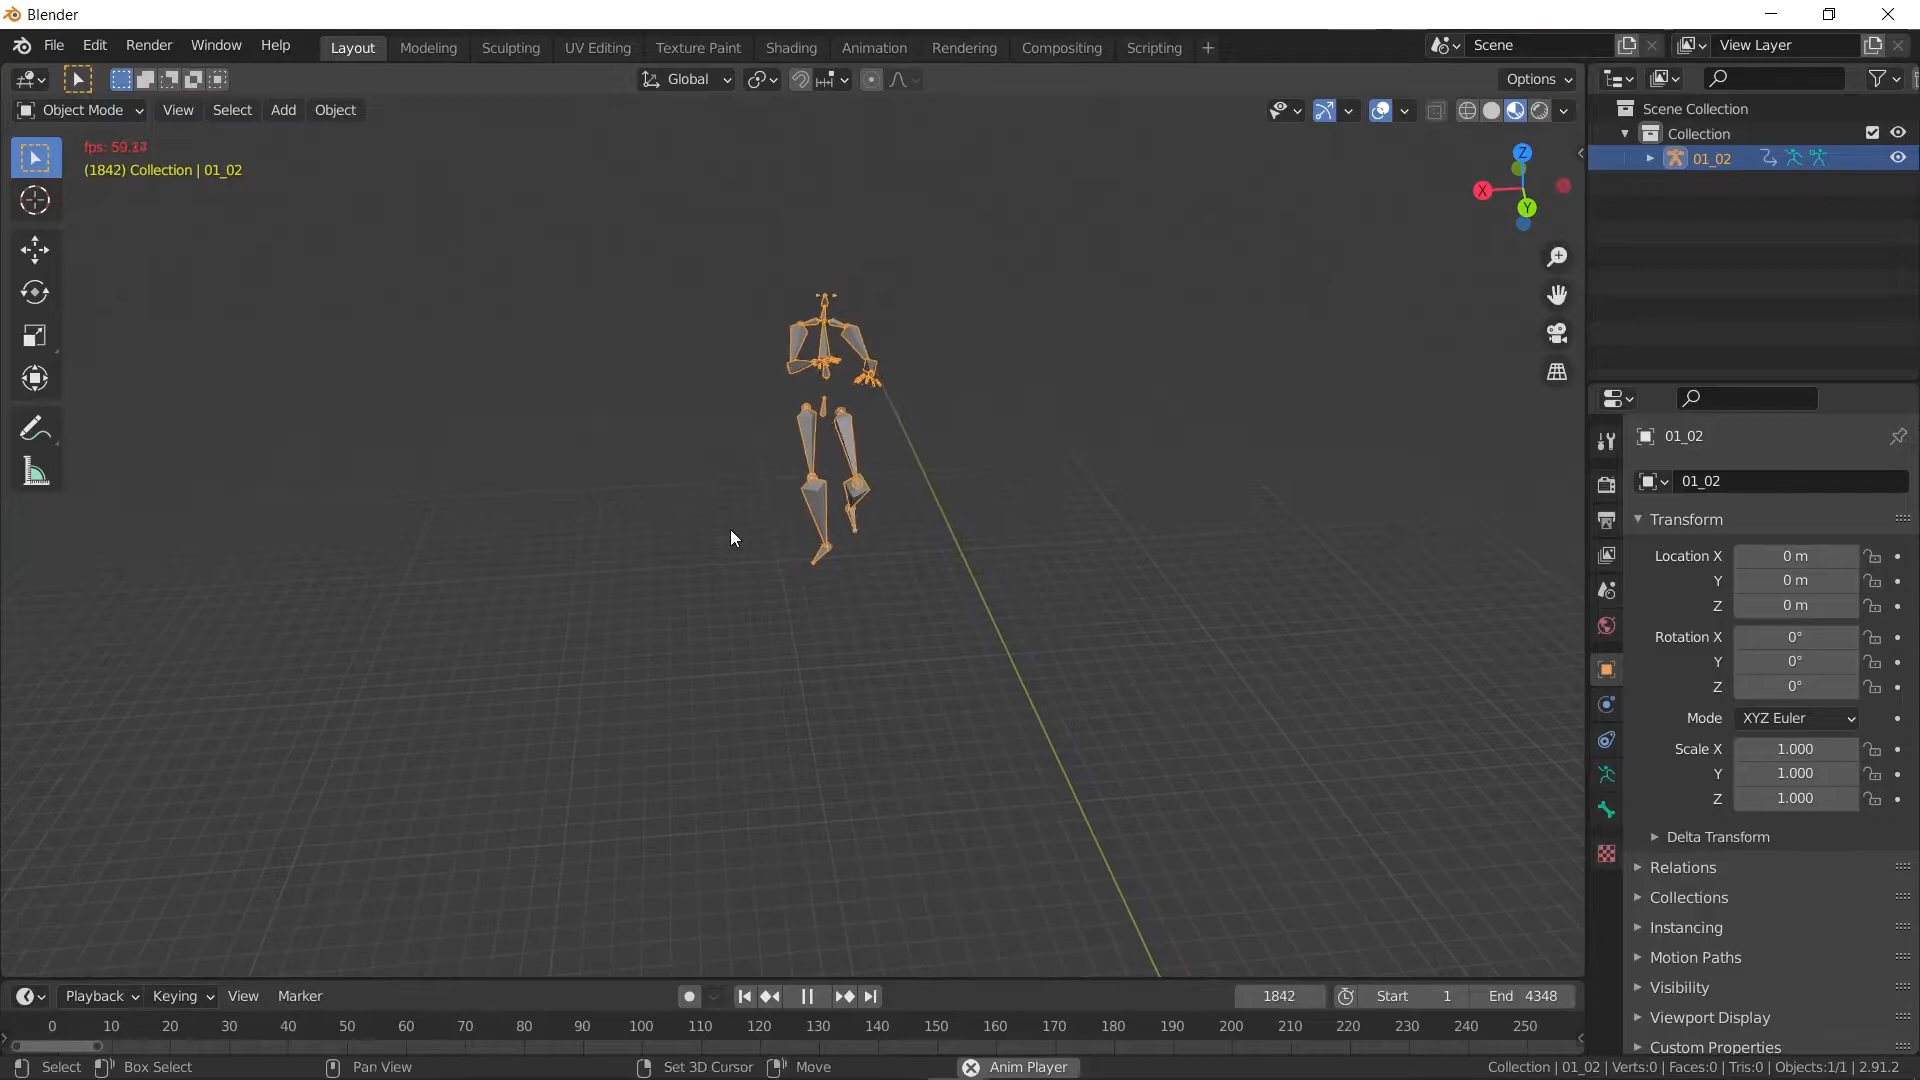 Blender
File Edit Render Window Help Layout Modeling Sculpting UV Editing Texture Paint Shading Animation Rendering Compositing Scripting + Scene View Layer
Global Options
Object Mode View Select Add Object
Scene Collection
Collection
01_02
(1842) Collection | 01_02
Z
X
Y
01_02
01_02
Transform
Location X 0 m
Y 0 m
Z 0 m
Rotation X 0°
Y 0°
Z 0°
Mode XYZ Euler
Scale X 1.000
Y 1.000
Z 1.000
Delta Transform
Relations
Collections
Instancing
Motion Paths
Visibility
Viewport Display
Custom Properties
Playback Keying View Marker 1842 Start 1 End 4348
0 10 20 30 40 50 60 70 80 90 100 110 120 130 140 150 160 170 180 190 200 210 220 230 240 250
Select Box Select Pan View Set 3D Cursor Move Anim Player Collection | 01_02 | Verts:0 | Faces:0 | Tris:0 | Objects:1/1 | 2.91.2